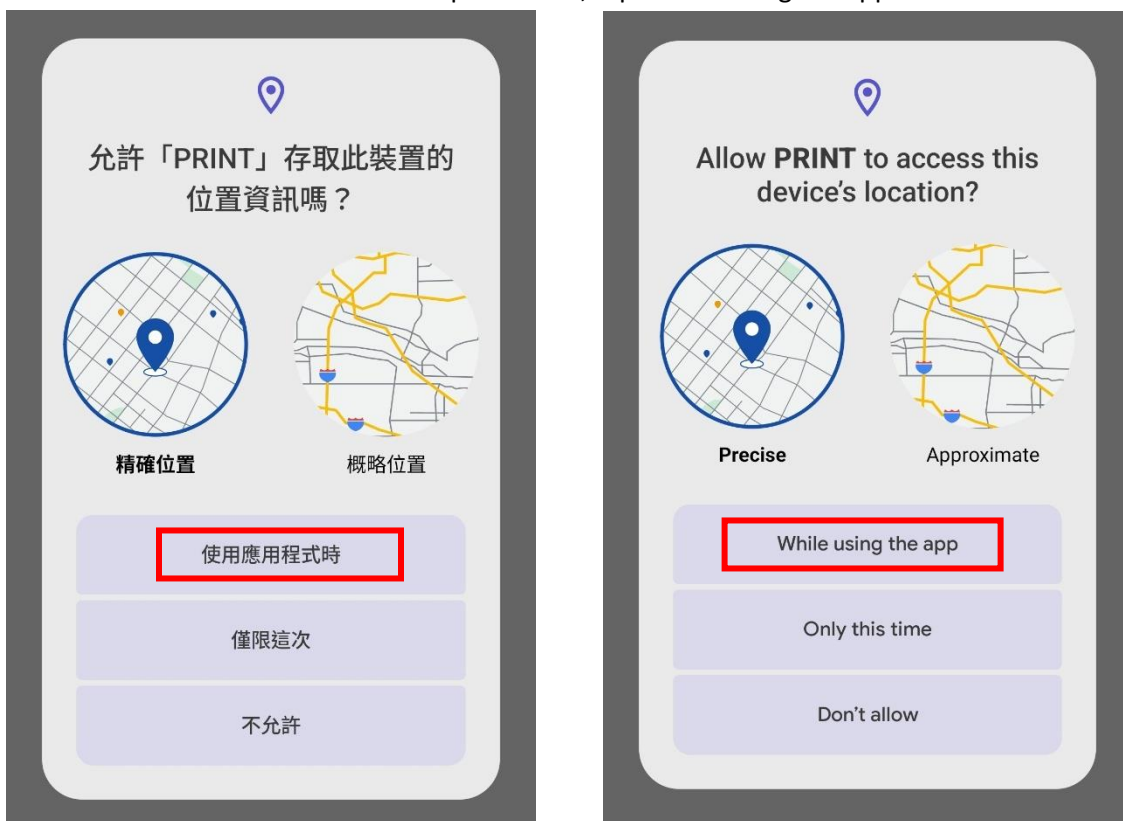 允許「PRINT」存取此裝置的
位置資訊嗎？
精確位置
概略位置
使用應用程式時
僅限這次
不允許
Allow PRINT to access this
device's location?
Precise
Approximate
While using the app
Only this time
Don't allow